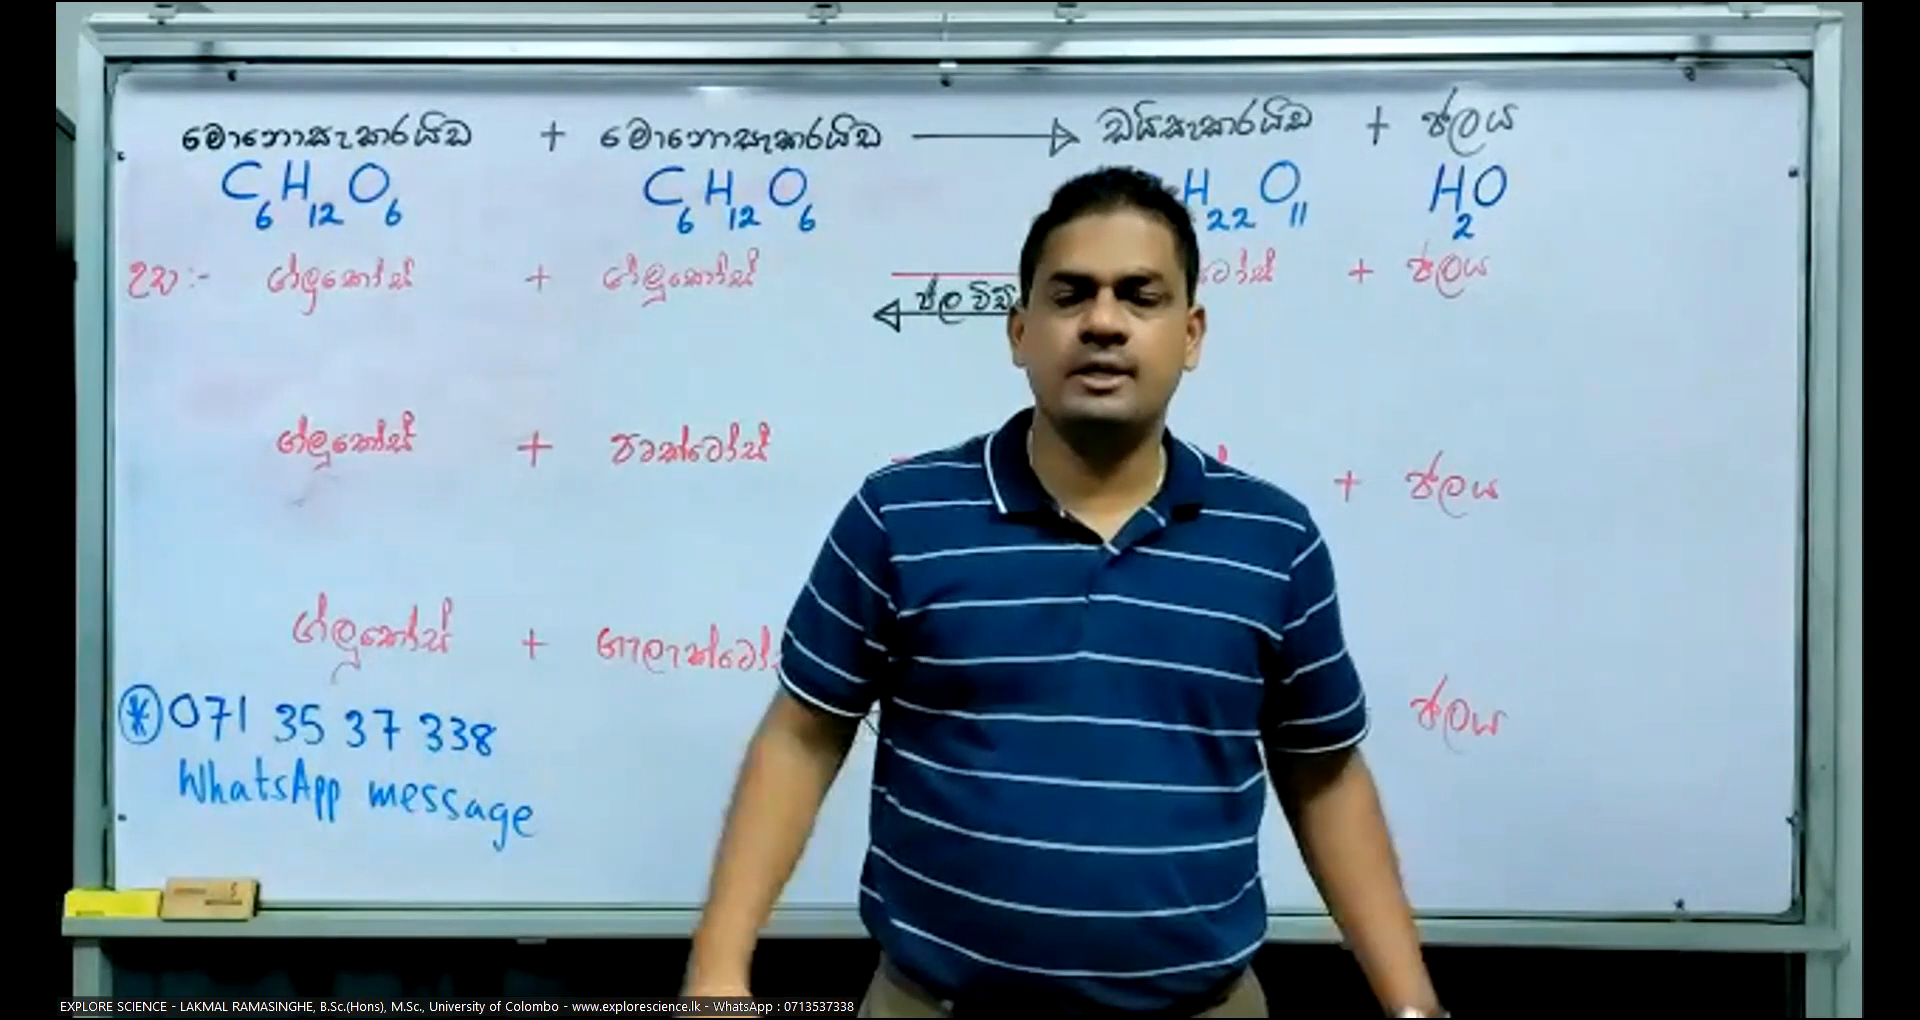 මොනොසැකරයිඩ + මොනොසැකරයිඩ → ඩයිසැකරයිඩ + ජලය
C6H12O6 C6H12O6 H22O11 H2O
උදා:- ග්ලූකෝස් + ග්ලූකෝස් ටෝස් + ජලය
ජල විච්
ග්ලූකෝස් + ෆෘක්ටෝස් + ජලය
ග්ලූකෝස් + ගැලැක්ටෝස් ජලය
071 35 37 338
WhatsApp message
EXPLORE SCIENCE - LAKMAL RAMASINGHE, B.Sc.(Hons), M.Sc., University of Colombo - www.explorescience.lk - WhatsApp : 0713537338